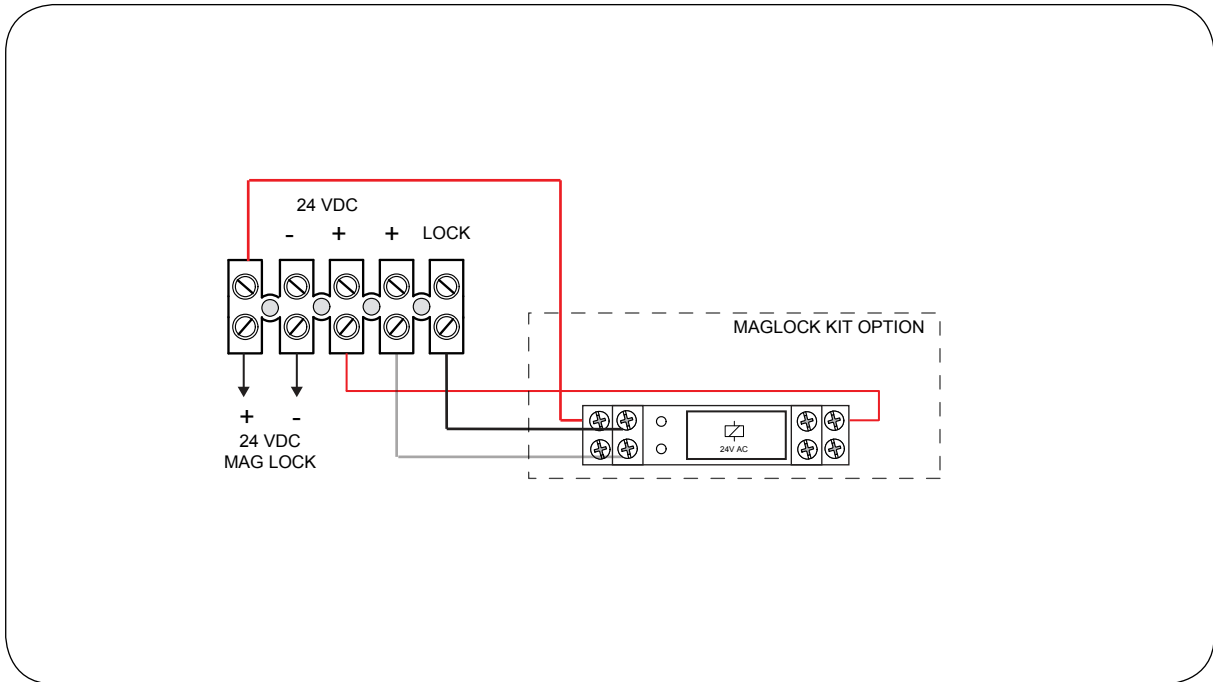 24 VDC
- + + LOCK
MAGLOCK KIT OPTION
24V AC
+ -
24 VDC
MAG LOCK